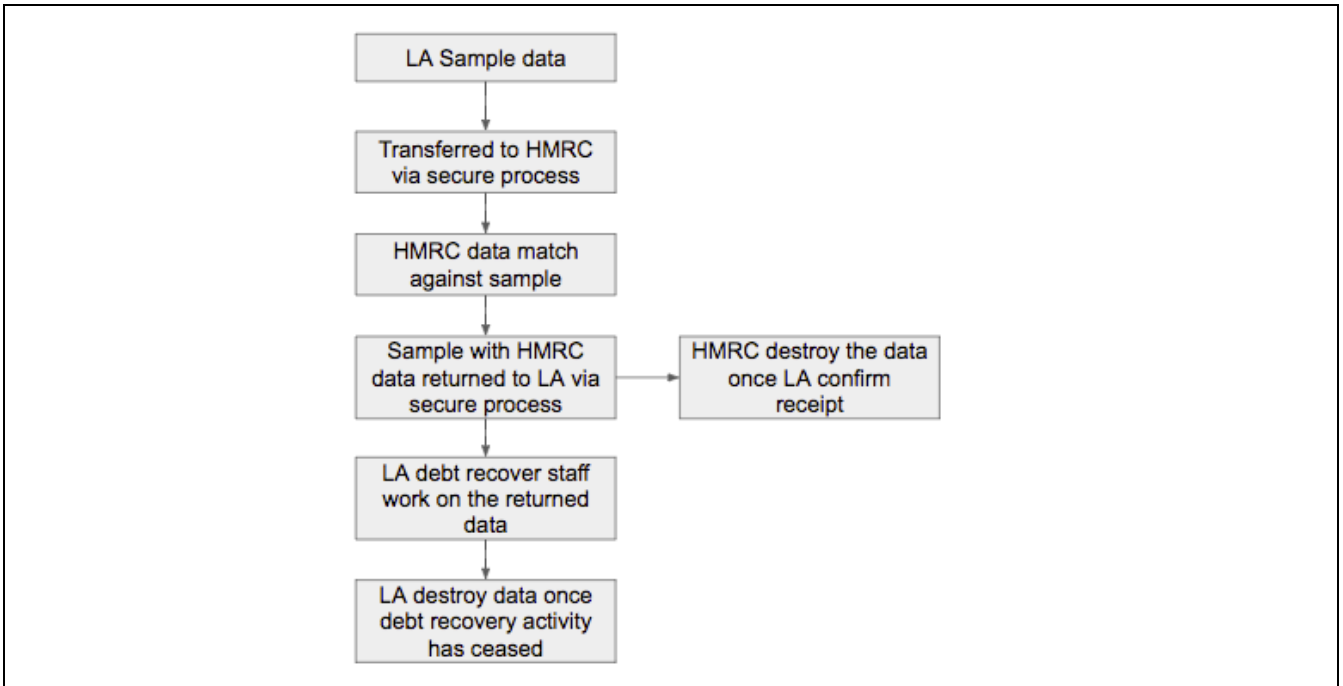 LA Sample data
Transferred to HMRC
via secure process
HMRC data match
against sample
Sample with HMRC
data returned to LA via
secure process
HMRC destroy the data
once LA confirm
receipt
LA debt recover staff
work on the returned
data
LA destroy data once
debt recovery activity
has ceased